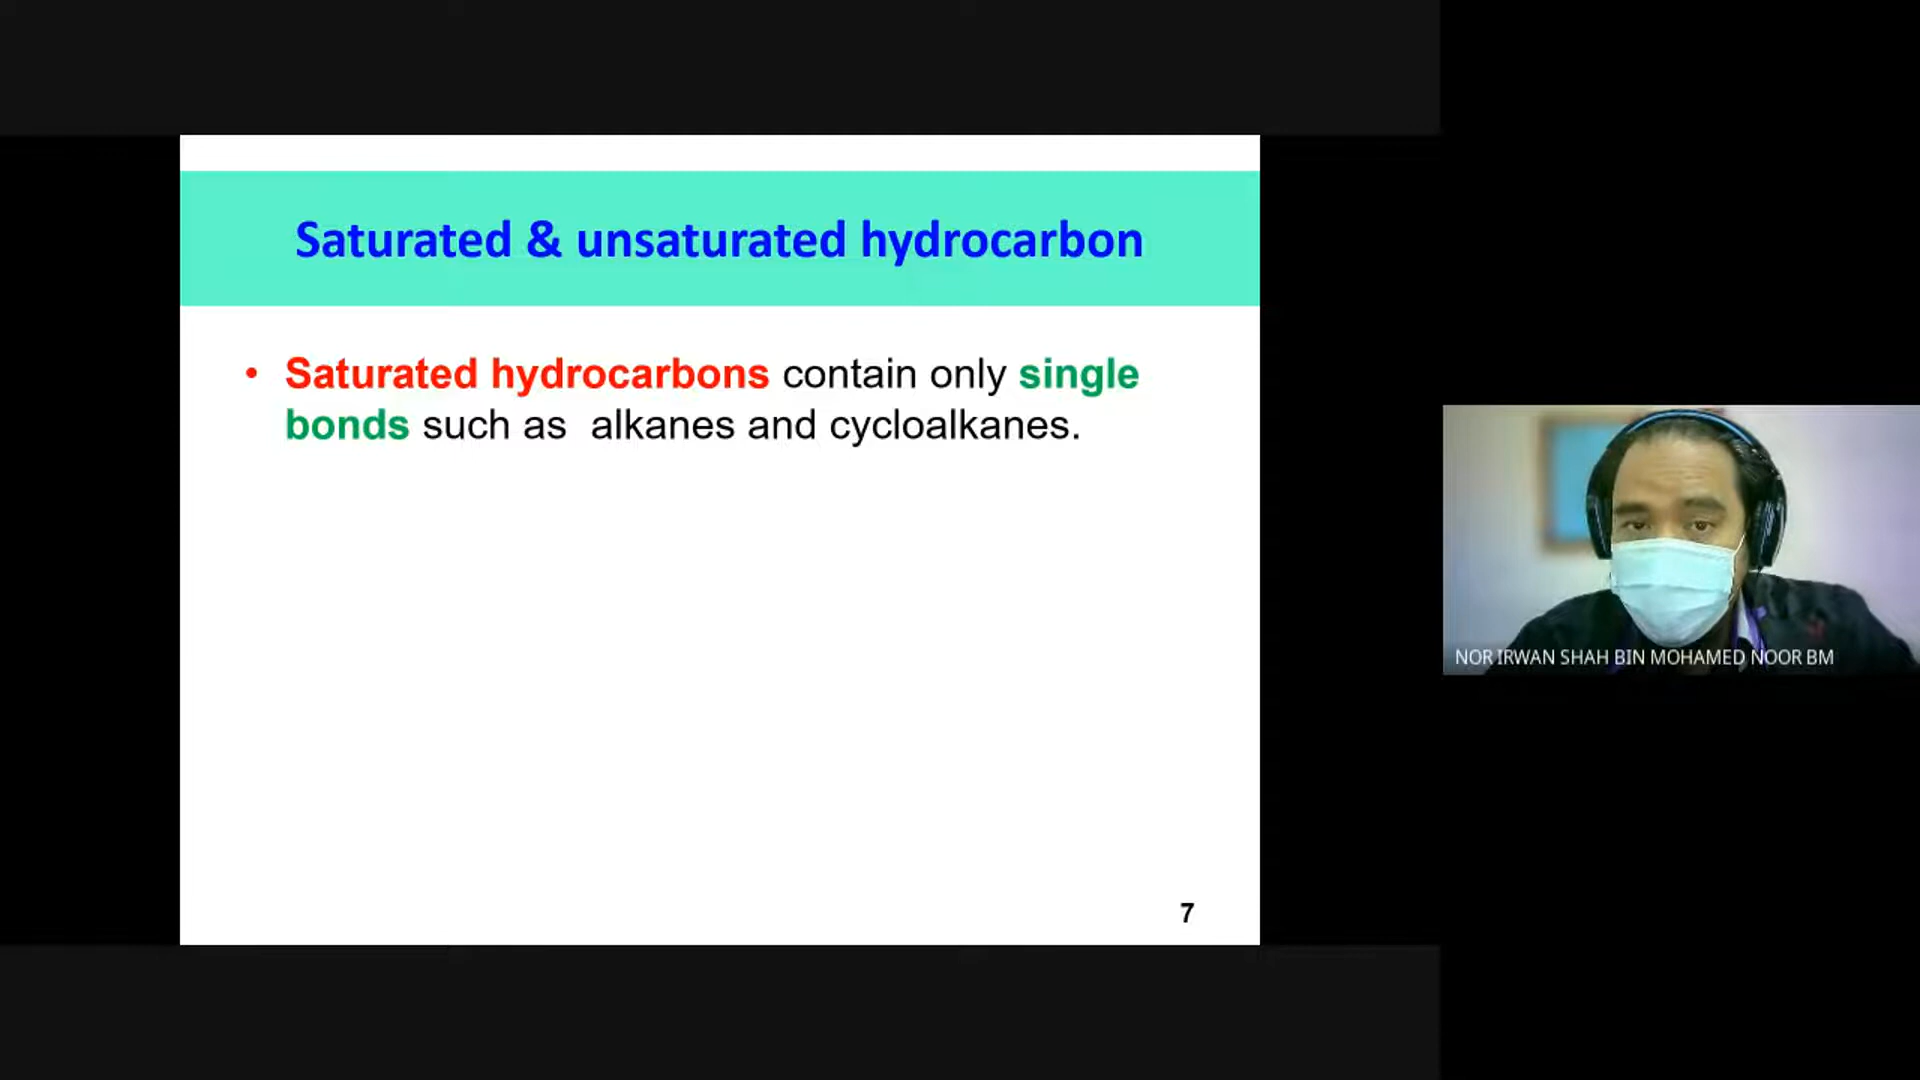 Saturated & unsaturated hydrocarbon
• Saturated hydrocarbons contain only single
bonds such as  alkanes and cycloalkanes.
7
NOR IRWAN SHAH BIN MOHAMED NOOR BM